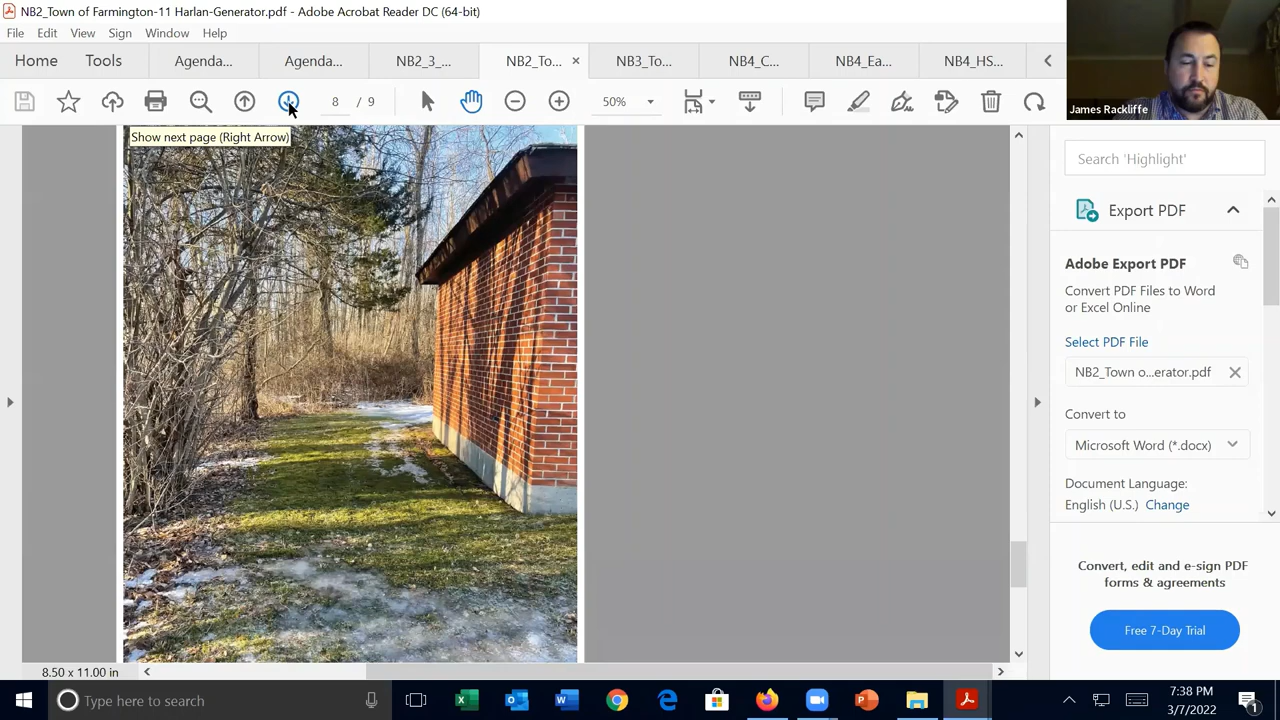 NB2_Town of Farmington-11 Harlan-Generator.pdf - Adobe Acrobat Reader DC (64-bit)
File Edit View Sign Window Help
Home Tools Agenda... Agenda... NB2_3_... NB2_To... × NB3_To... NB4_C... NB4_Ea... NB4_HS...
8 / 9 50%
Show next page (Right Arrow)
James Rackliffe
Search 'Highlight'
Export PDF
Adobe Export PDF
Convert PDF Files to Word
or Excel Online
Select PDF File
NB2_Town o...erator.pdf
Convert to
Microsoft Word (*.docx)
Document Language:
English (U.S.) Change
Convert, edit and e-sign PDF
forms & agreements
Free 7-Day Trial
8.50 x 11.00 in
Type here to search
7:38 PM
3/7/2022
1